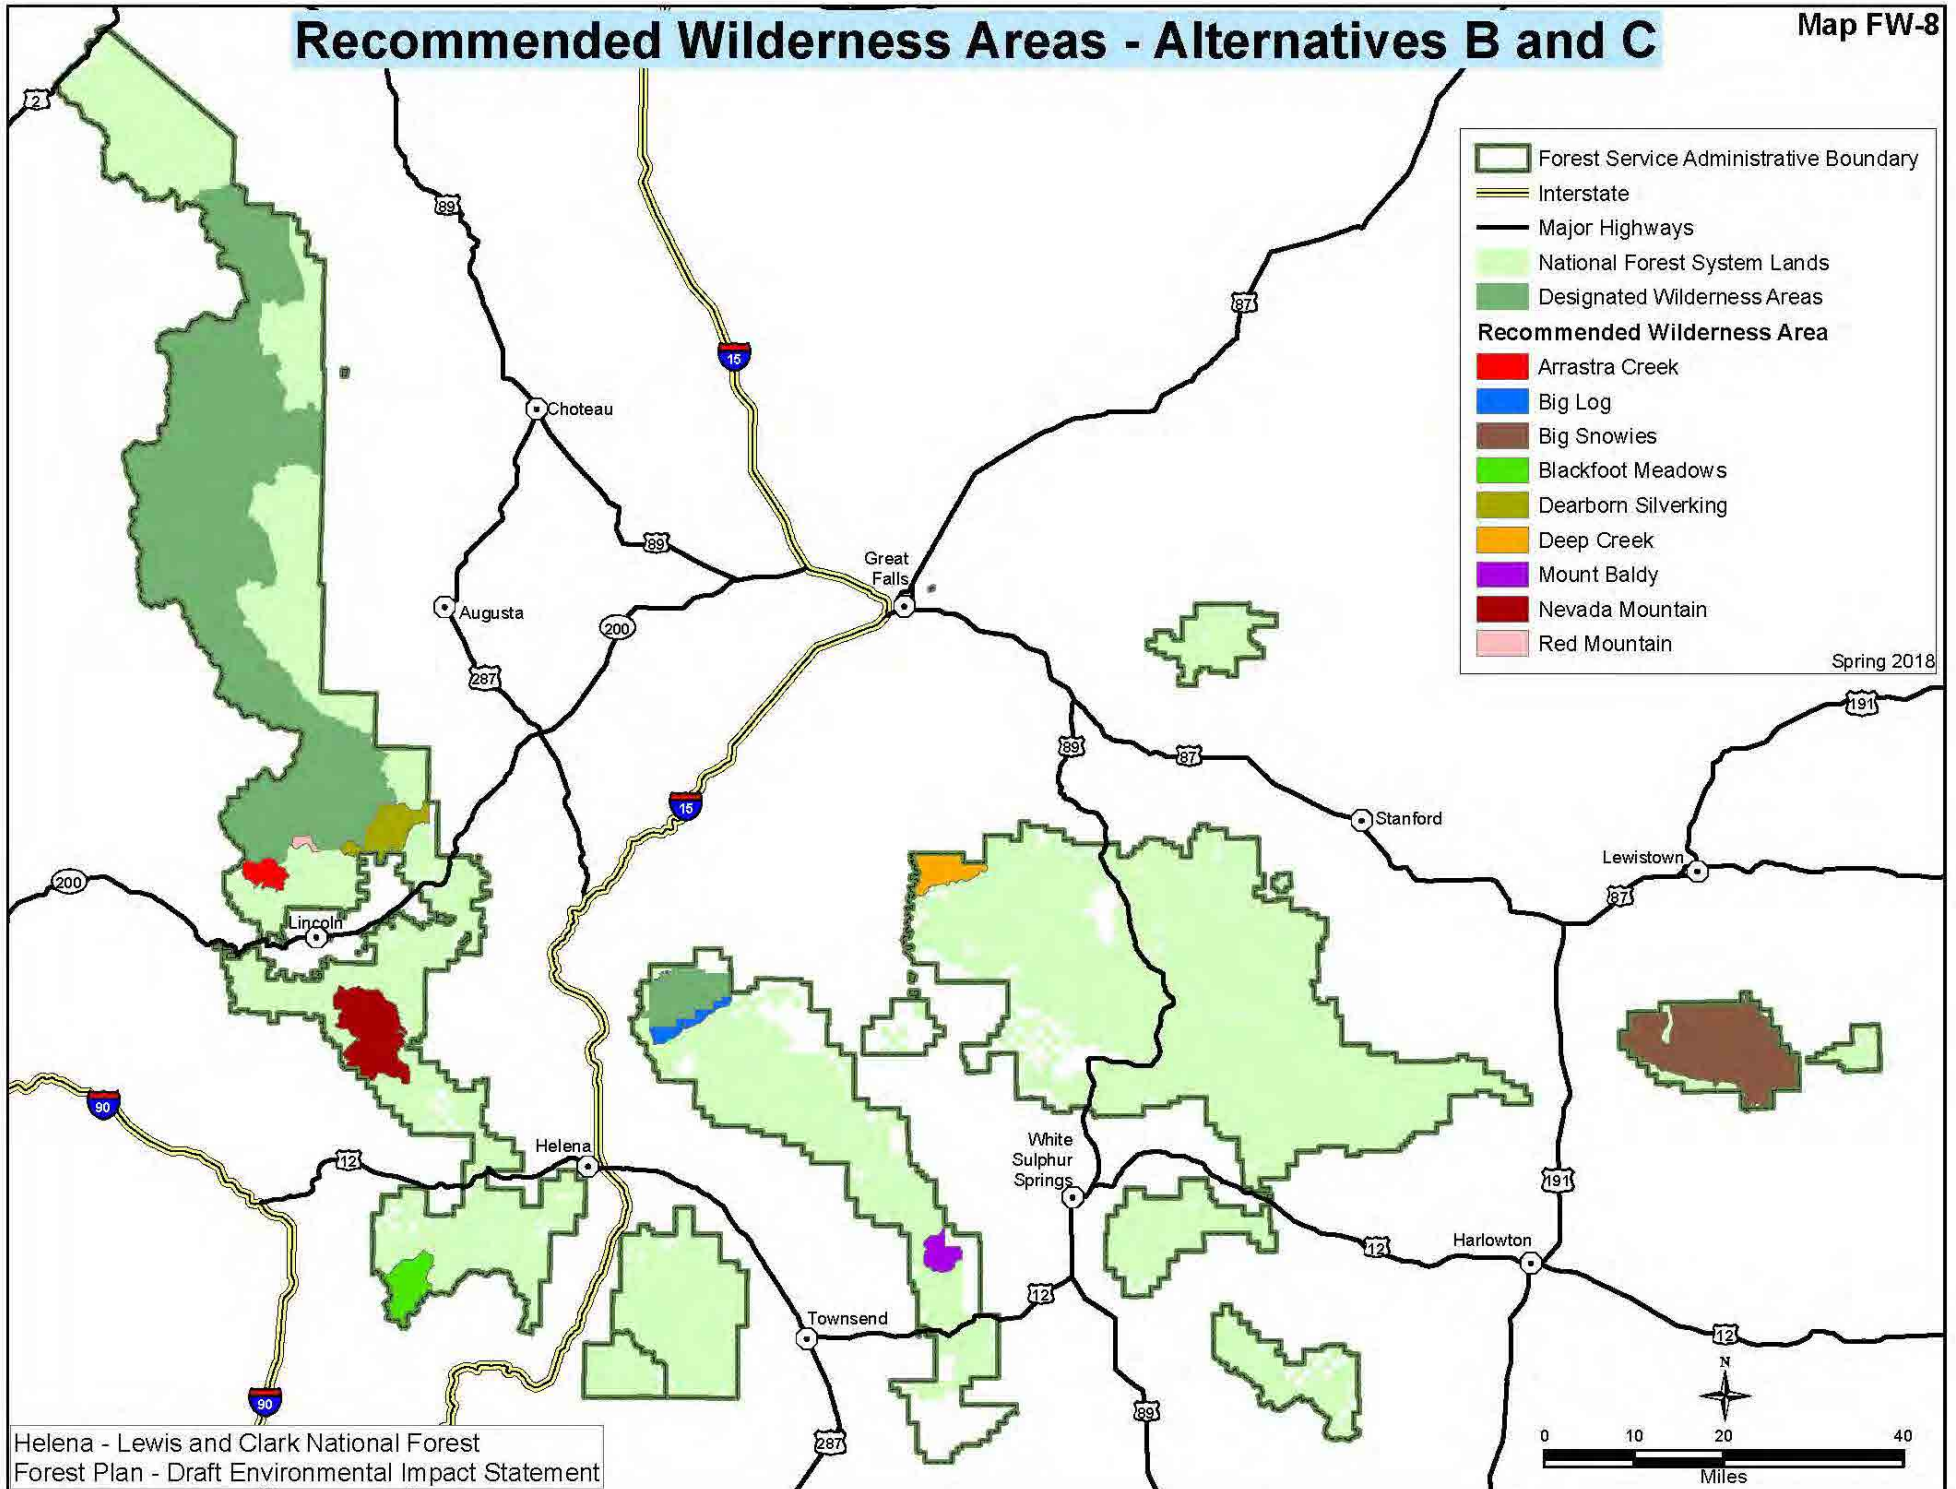 Recommended Wilderness Areas - Alternatives B and C
Map FW-8
Forest Service Administrative Boundary
Interstate
Major Highways
National Forest System Lands
Designated Wilderness Areas
Recommended Wilderness Area
Arrastra Creek
Big Log
Big Snowies
Blackfoot Meadows
Dearborn Silverking
Deep Creek
Mount Baldy
Nevada Mountain
Red Mountain
Spring 2018
2
89
87
15
Choteau
89
Great
Falls
Augusta
200
287
191
89
87
15
Stanford
Lewistown
87
200
Lincoln
90
12
Helena
White
Sulphur
Springs
191
12
Harlowton
12
Townsend
12
90
89
287
N
0 10 20 40
Miles
Helena - Lewis and Clark National Forest
Forest Plan - Draft Environmental Impact Statement